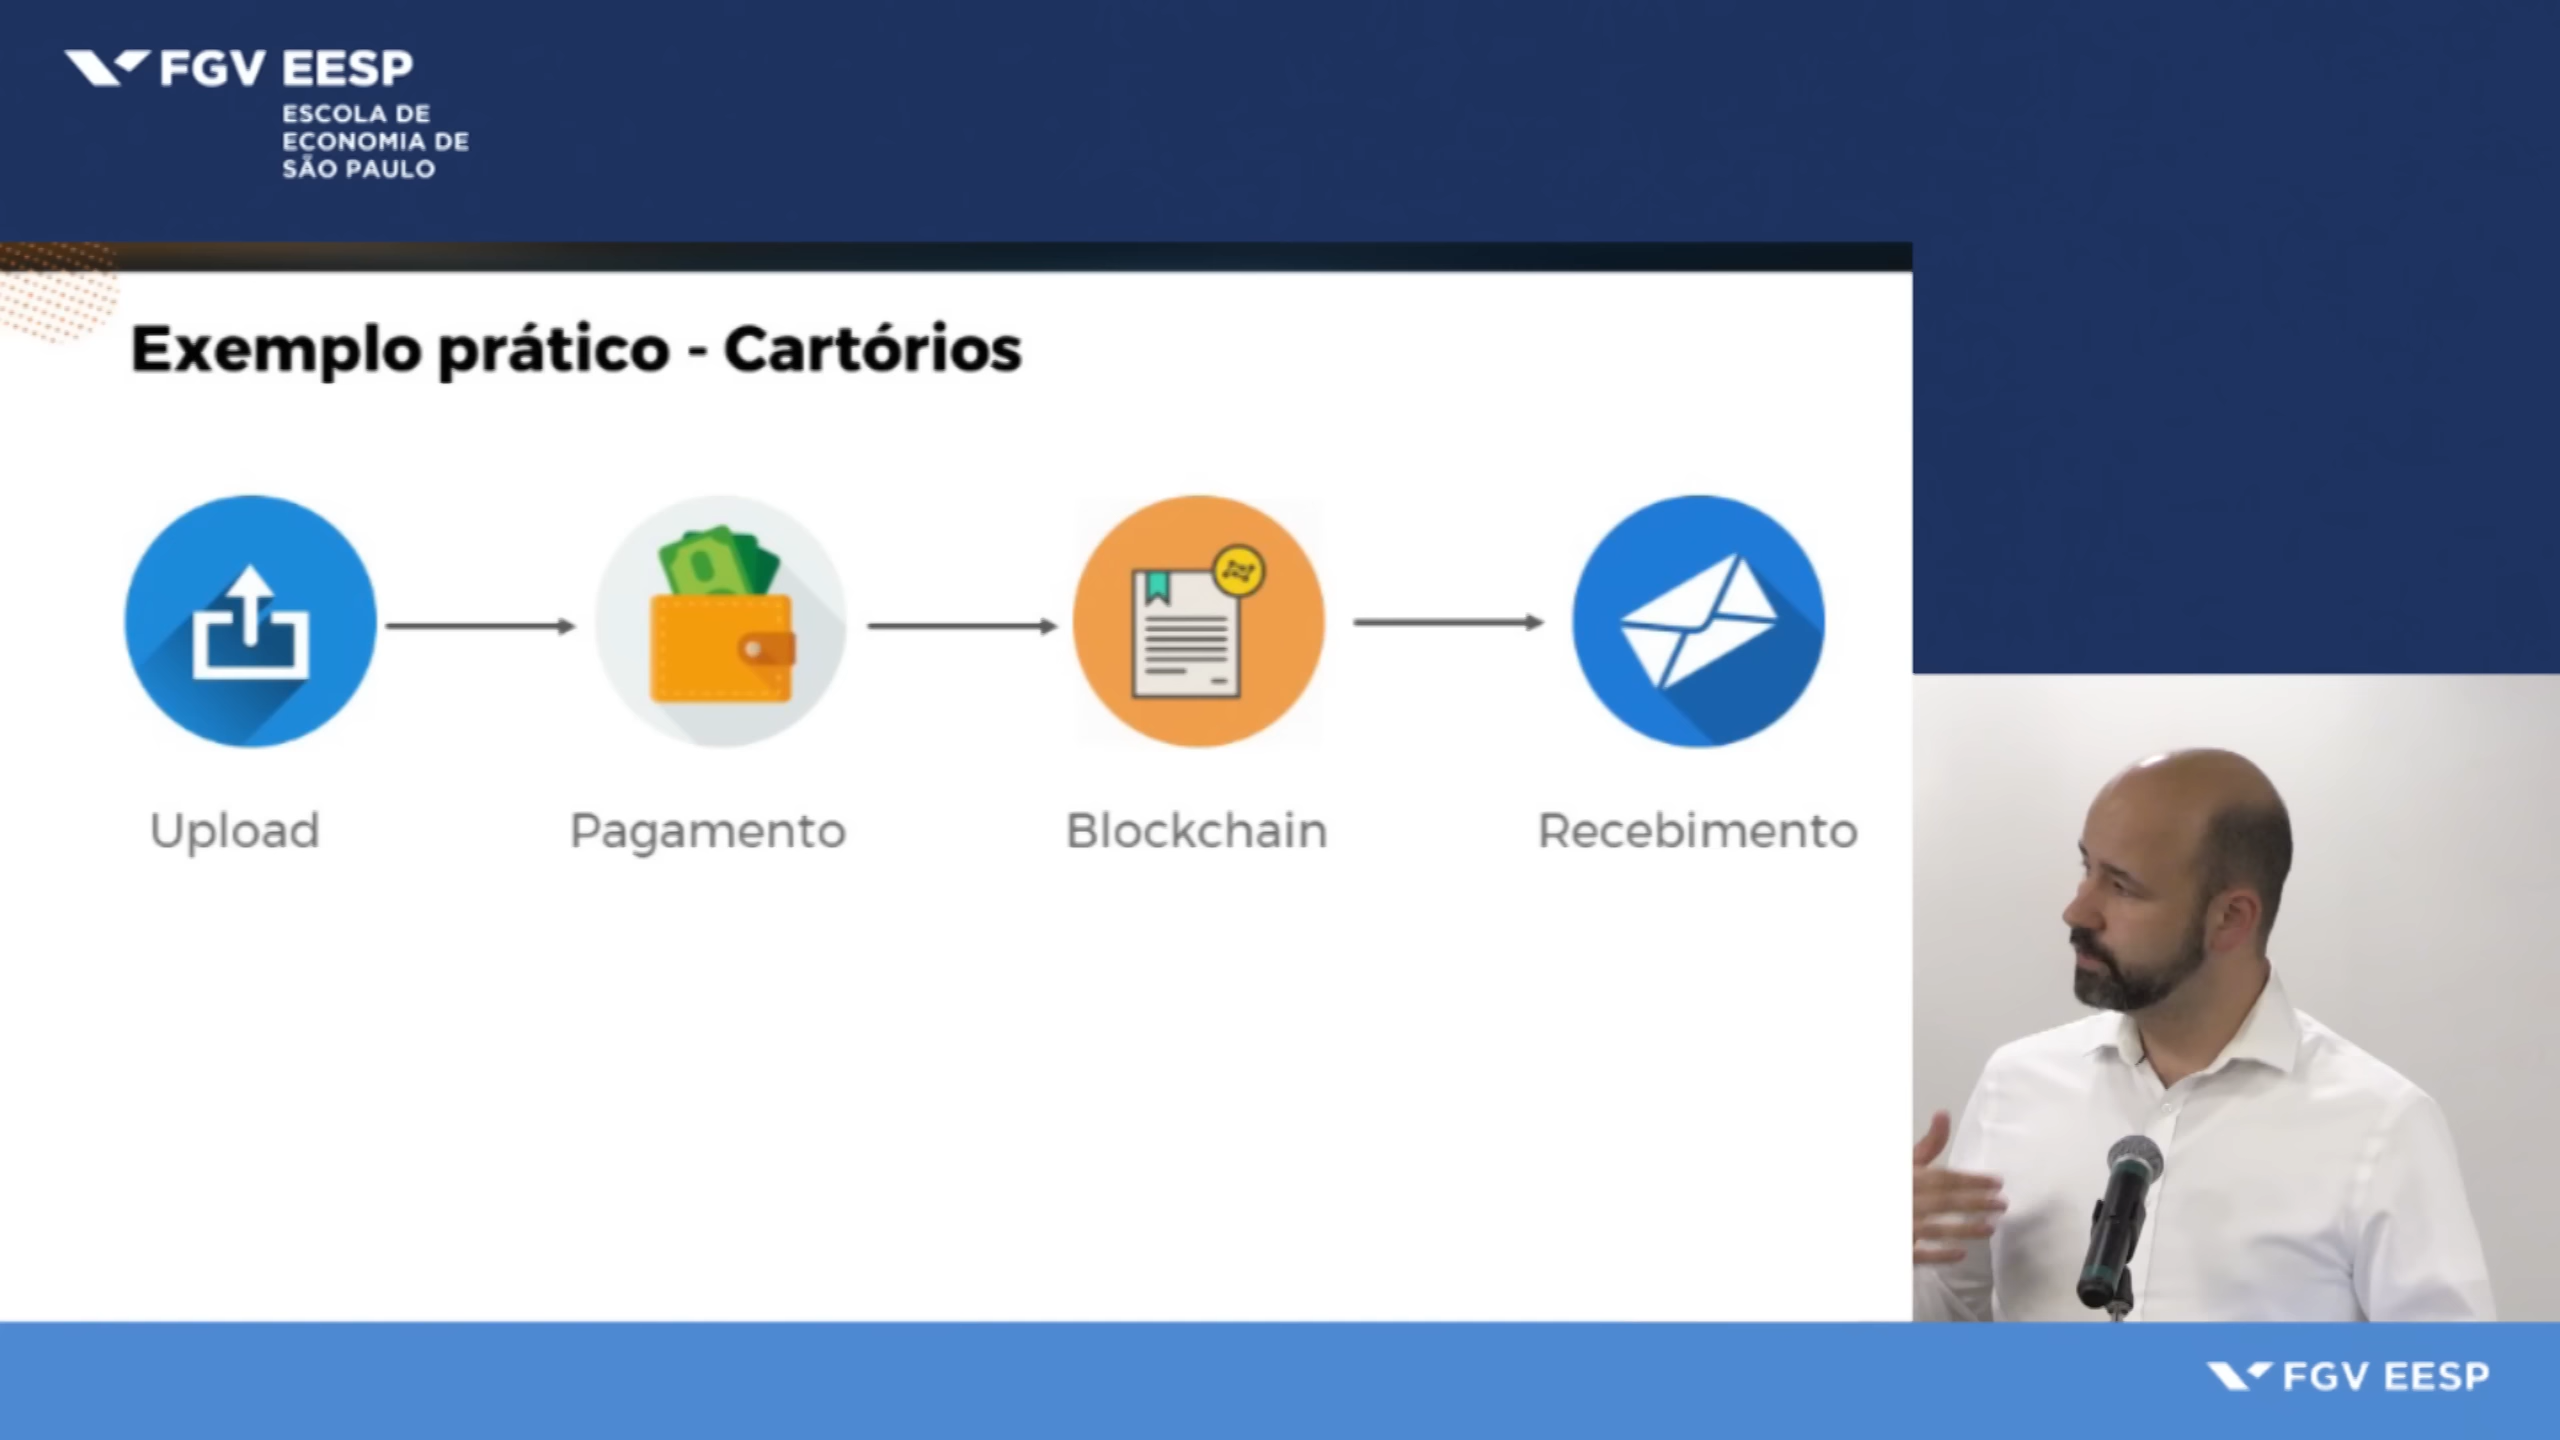 FGV EESP
ESCOLA DE
ECONOMIA DE
SÃO PAULO
Exemplo prático - Cartórios
Upload
Pagamento
Blockchain
Recebimento
FGV EESP